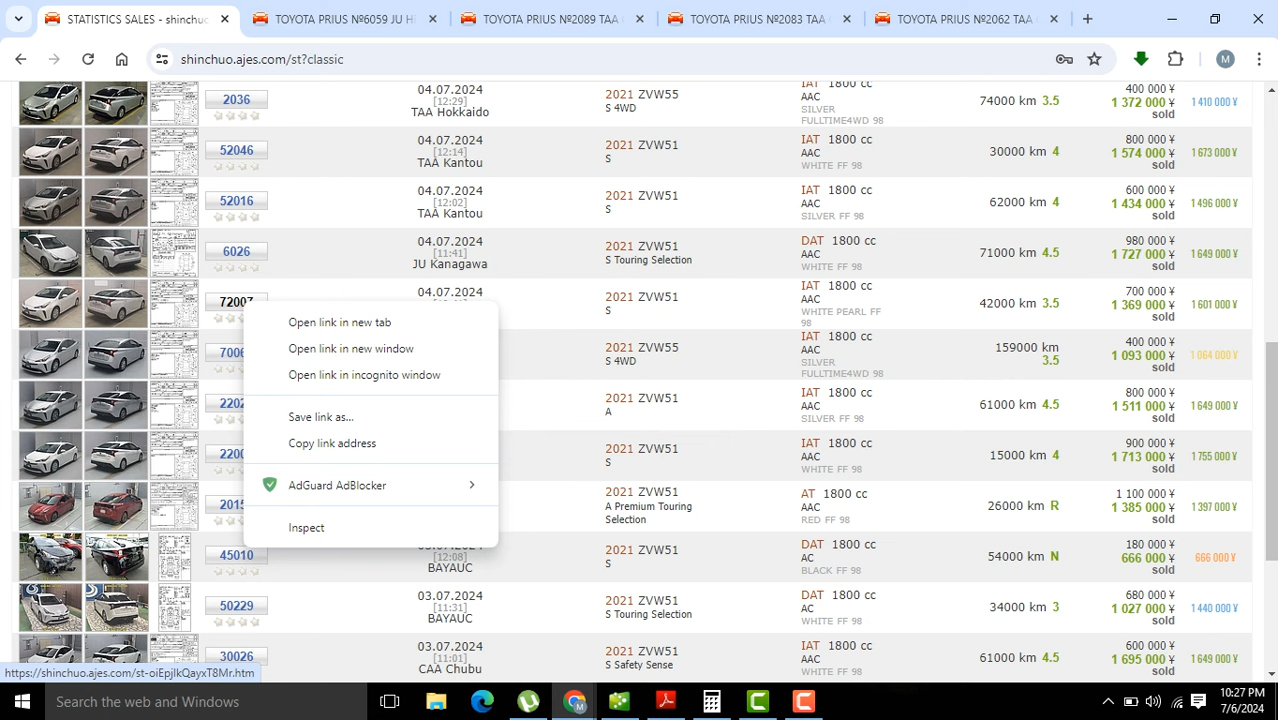 STATISTICS SALES - shinchuo
TOYOTA PRIUS №6059 JU Hi
TOYOTA PRIUS №2089 TAA
TOYOTA PRIUS №2083 TAA
TOYOTA PRIUS №2062 TAA
shinchuo.ajes.com/st?classic
M
2036
.07.2024
[12:29]
TAA Hokkaido
2021 ZVW55
S 4WD
IAT 1800 cc
AAC
SILVER
FULLTIME4WD 98
74000 km 3.5
400 000 ¥
1 372 000 ¥
sold
1 410 000 ¥
52046
04.07.2024
[12:14]
TAA Kantou
2021 ZVW51
S
IAT 1800 cc
AAC
WHITE FF 98
30000 km 4
800 000 ¥
1 574 000 ¥
sold
1 673 000 ¥
52016
04.07.2024
[12:02]
TAA Kantou
2021 ZVW51
S
IAT 1800 cc
AAC
SILVER FF 98
62000 km 4
600 000 ¥
1 434 000 ¥
sold
1 496 000 ¥
6026
04.07.2024
[11:41]
JU Kanagawa
2021 ZVW51
S Touring Selection
DAT 1800 cc
AAC
WHITE FF 98
71000 km 4.5
980 000 ¥
1 727 000 ¥
sold
1 649 000 ¥
72007
.07.2024
2021 ZVW51
S
IAT 1800 cc
AAC
WHITE PEARL FF
98
42000 km 3.5
700 000 ¥
1 369 000 ¥
sold
1 601 000 ¥
Open link in new tab
Open link in new window
Open link in incognito window
Save link as...
Copy link address
AdGuard AdBlocker
Inspect
7006
2021 ZVW55
S 4WD
IAT 1800 cc
AAC
SILVER
FULLTIME4WD 98
159000 km
3.5
400 000 ¥
1 093 000 ¥
sold
1 064 000 ¥
2202
2021 ZVW51
A
IAT 1800 cc
AAC
SILVER FF 98
61000 km 4.5
800 000 ¥
1 511 000 ¥
sold
1 649 000 ¥
2200
2021 ZVW51
S
IAT 1800 cc
AAC
WHITE FF 98
15000 km 4
900 000 ¥
1 713 000 ¥
sold
1 755 000 ¥
2015
2021 ZVW51
A Premium Touring
Selection
AT 1800 cc
AAC
RED FF 98
26000 km R
1 100 000 ¥
1 385 000 ¥
sold
1 397 000 ¥
45010
[12:08]
BAYAUC
2021 ZVW51
S
DAT 1800 cc
AC
BLACK FF 98
54000 km N
180 000 ¥
666 000 ¥
sold
666 000 ¥
50229
03.07.2024
[11:31]
BAYAUC
2021 ZVW51
S Touring Selection
DAT 1800 cc
AC
WHITE FF 98
34000 km 3
680 000 ¥
1 027 000 ¥
sold
1 440 000 ¥
30026
03.07.2024
[11:01]
CAA Chubu
2021 ZVW51
S Safety Sense
IAT 1800 cc
AAC
WHITE FF 98
61000 km 4.5
600 000 ¥
1 695 000 ¥
sold
1 649 000 ¥
https://shinchuo.ajes.com/st-oiEpJlkQayxT8Mr.htm
Search the web and Windows
10:27 PM
7/6/2024